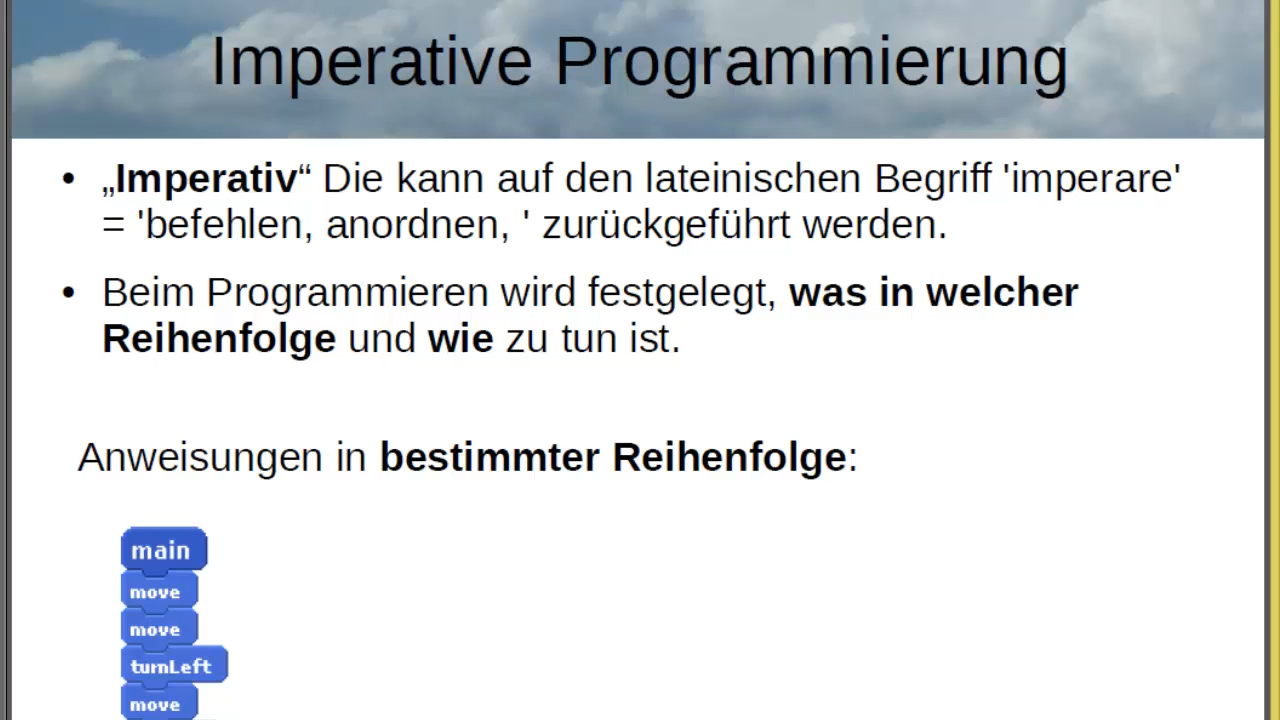 Imperative Programmierung
• „Imperativ“ Die kann auf den lateinischen Begriff 'imperare'
= 'befehlen, anordnen, ' zurückgeführt werden.
• Beim Programmieren wird festgelegt, was in welcher
Reihenfolge und wie zu tun ist.
Anweisungen in bestimmter Reihenfolge:
main
move
move
turnLeft
move